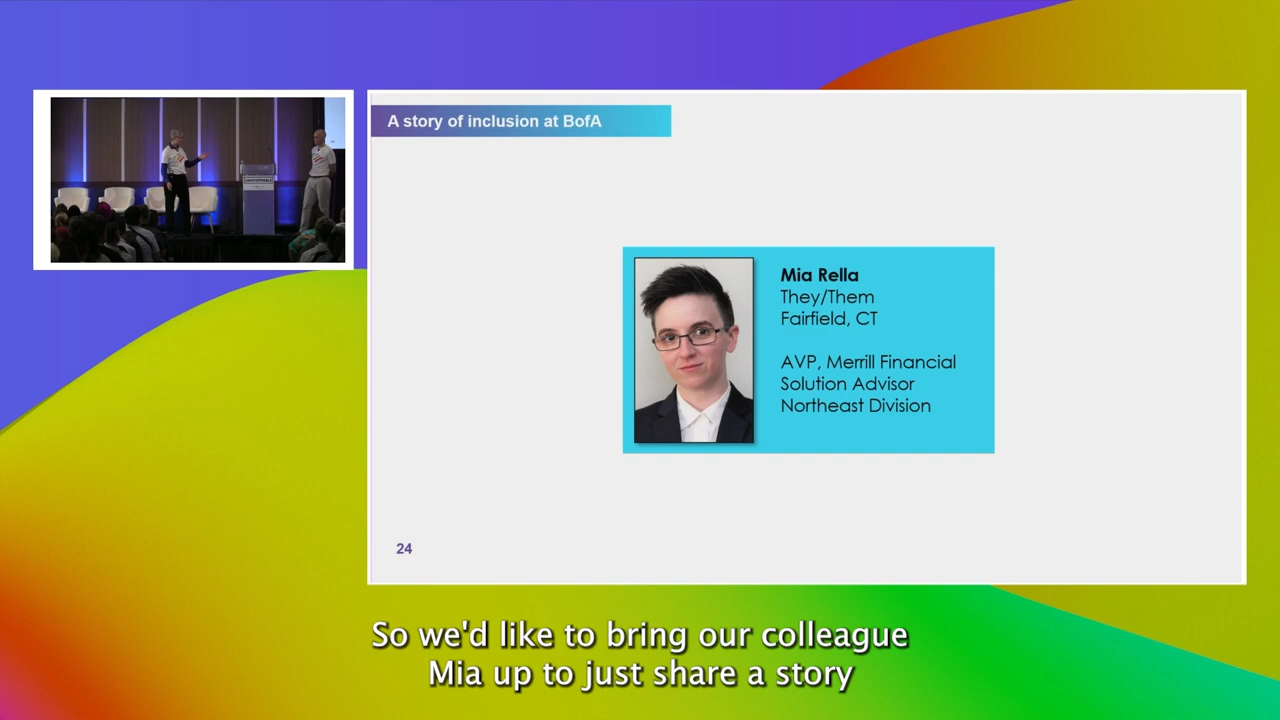 A story of inclusion at BofA
Mia Rella
They/Them
Fairfield, CT
AVP, Merrill Financial
Solution Advisor
Northeast Division
24
So we'd like to bring our colleague
Mia up to just share a story